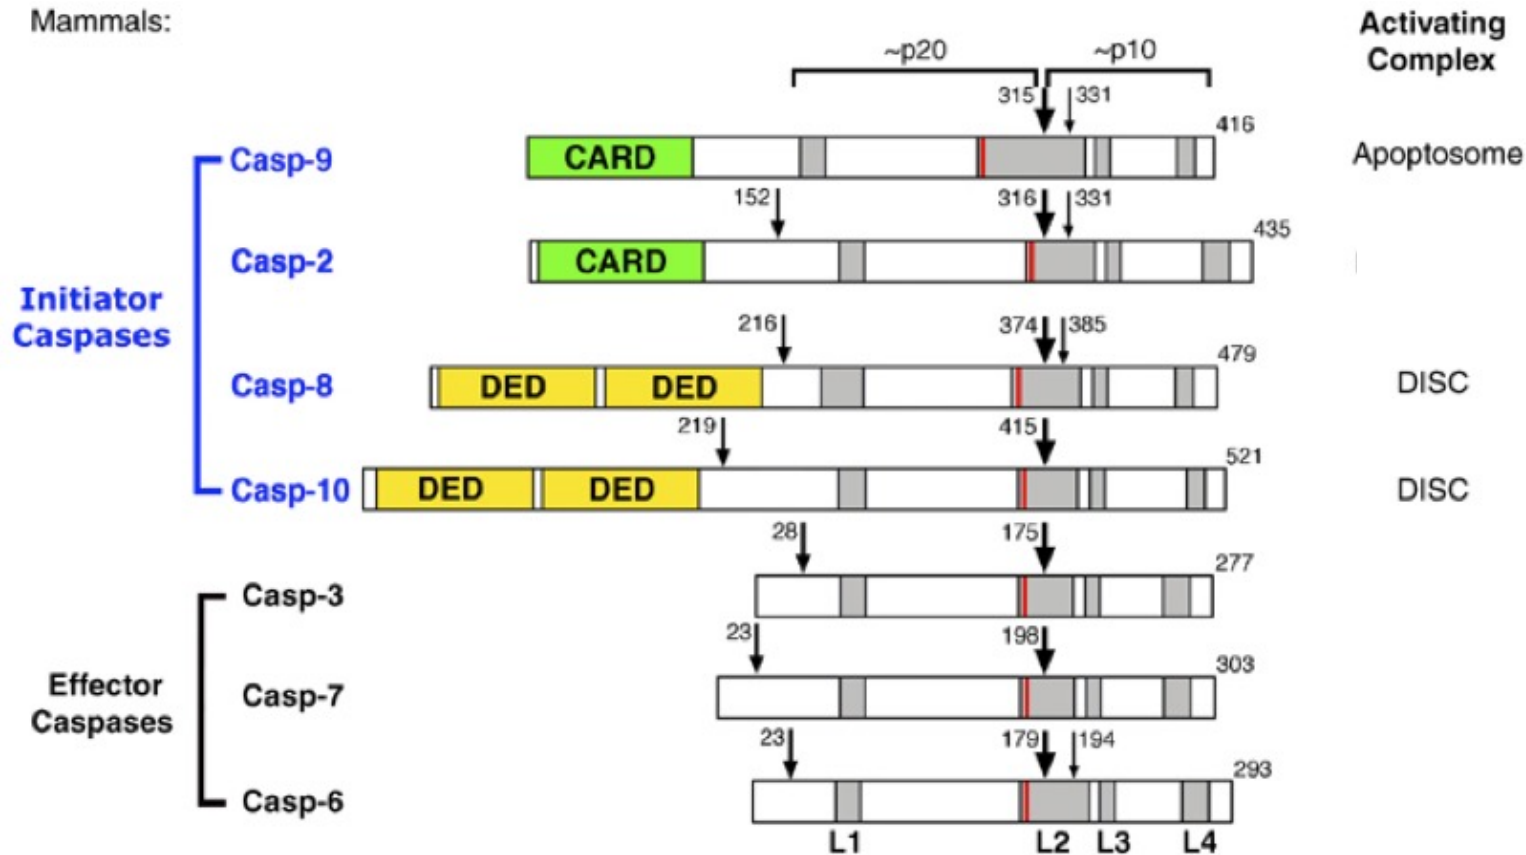 Mammals:
Activating
Complex
~p20
~p10
315
331
416
Casp-9
CARD
Apoptosome
152
316
331
435
Casp-2
CARD
Initiator
Caspases
216
374
385
479
Casp-8
DED
DED
DISC
219
415
521
Casp-10
DED
DED
DISC
28
175
277
Casp-3
23
198
303
Effector
Caspases
Casp-7
23
179
194
293
Casp-6
L1
L2
L3
L4